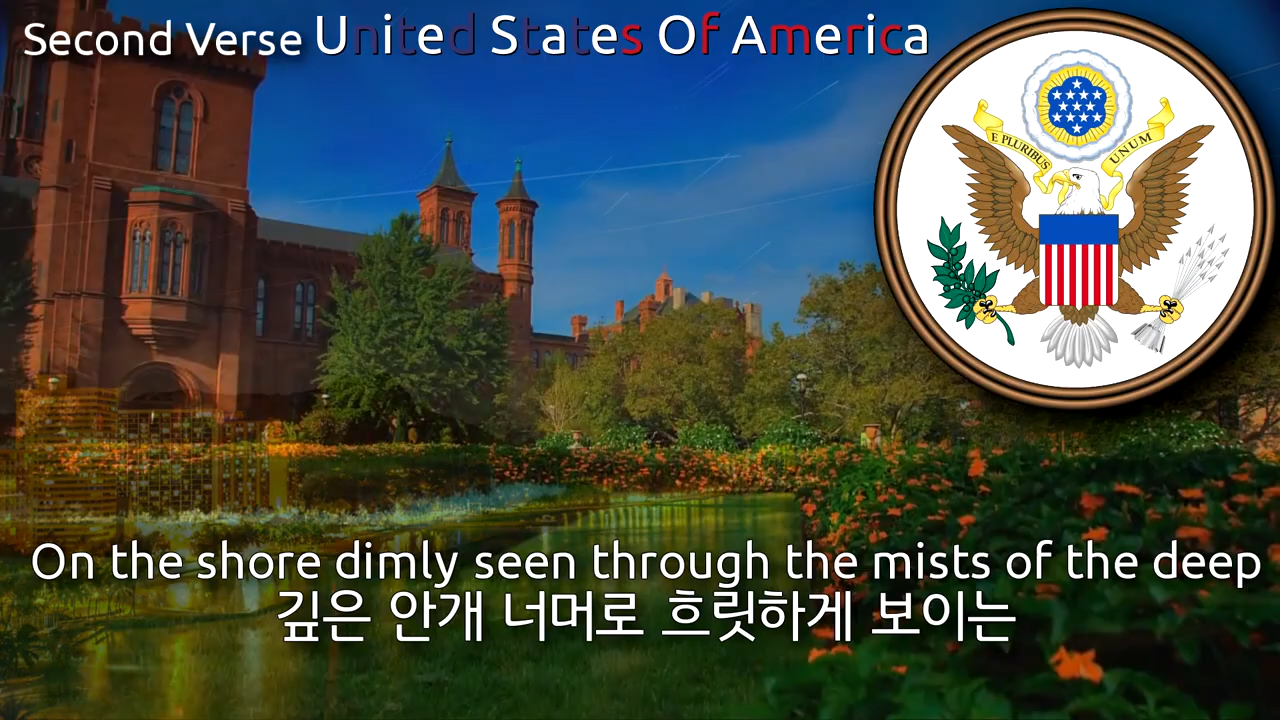 Second Verse United States Of America
E PLURIBUS UNUM
On the shore dimly seen through the mists of the deep
깊은 안개 너머로 흐릿하게 보이는